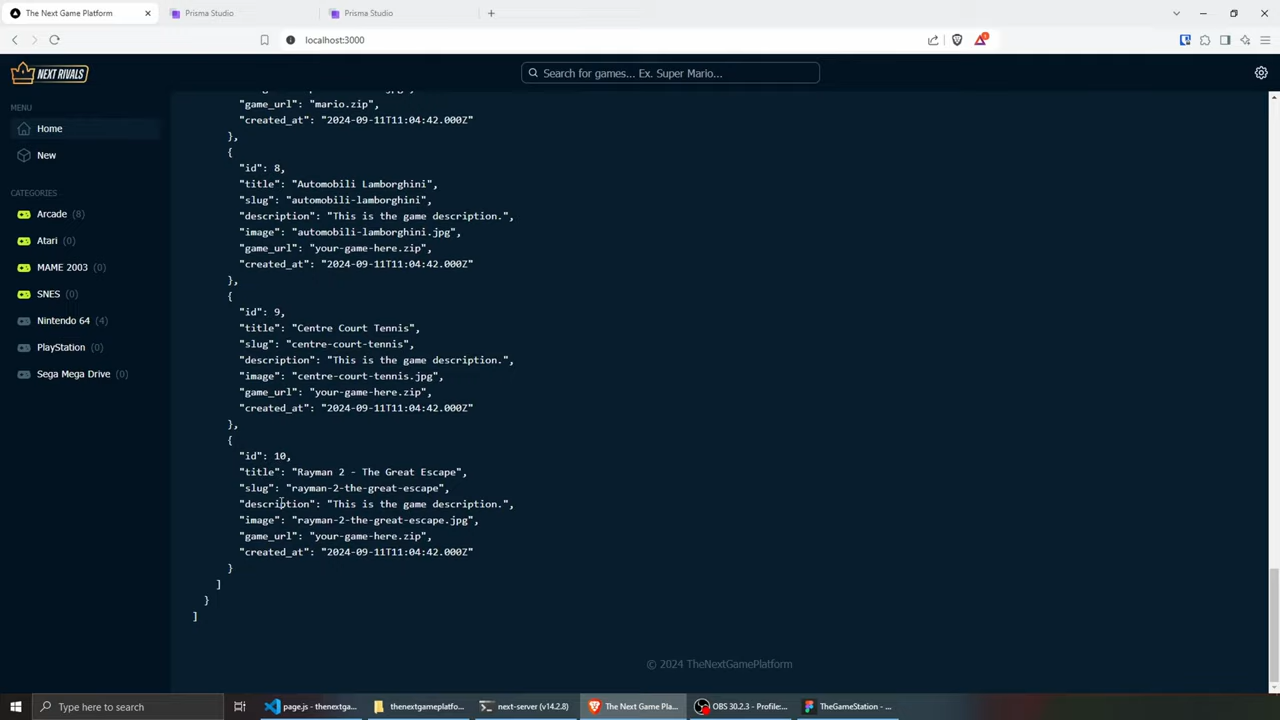 The Next Game Platform
Prisma Studio
Prisma Studio
localhost:3000
NEXT RIVALS
Search for games... Ex. Super Mario...
MENU
Home
New
CATEGORIES
Arcade (8)
Atari (0)
MAME 2003 (0)
SNES (0)
Nintendo 64 (4)
PlayStation (0)
Sega Mega Drive (0)
"game_url": "mario.zip",
"created_at": "2024-09-11T11:04:42.000Z"
},
{
"id": 8,
"title": "Automobili Lamborghini",
"slug": "automobili-lamborghini",
"description": "This is the game description.",
"image": "automobili-lamborghini.jpg",
"game_url": "your-game-here.zip",
"created_at": "2024-09-11T11:04:42.000Z"
},
{
"id": 9,
"title": "Centre Court Tennis",
"slug": "centre-court-tennis",
"description": "This is the game description.",
"image": "centre-court-tennis.jpg",
"game_url": "your-game-here.zip",
"created_at": "2024-09-11T11:04:42.000Z"
},
{
"id": 10,
"title": "Rayman 2 - The Great Escape",
"slug": "rayman-2-the-great-escape",
"description": "This is the game description.",
"image": "rayman-2-the-great-escape.jpg",
"game_url": "your-game-here.zip",
"created_at": "2024-09-11T11:04:42.000Z"
}
]
}
]
© 2024 TheNextGamePlatform
Type here to search
page.js - thenextga...
thenextgameplatfo...
next-server (v14.2.8)
The Next Game Pla...
OBS 30.2.3 - Profile:...
TheGameStation - ...